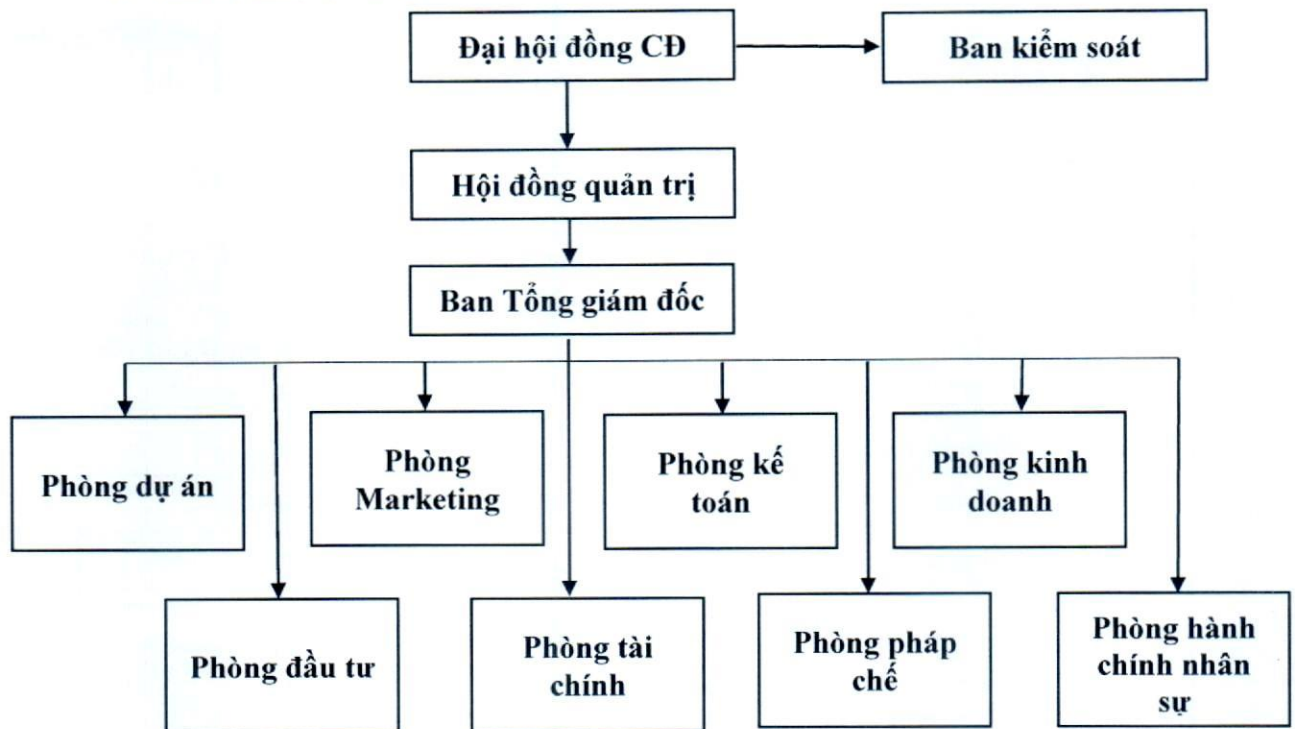 Đại hội đồng CĐ
Ban kiểm soát
Hội đồng quản trị
Ban Tổng giám đốc
Phòng dự án
Phòng
Marketing
Phòng kế
toán
Phòng kinh
doanh
Phòng đầu tư
Phòng tài
chính
Phòng pháp
chế
Phòng hành
chính nhân
sự